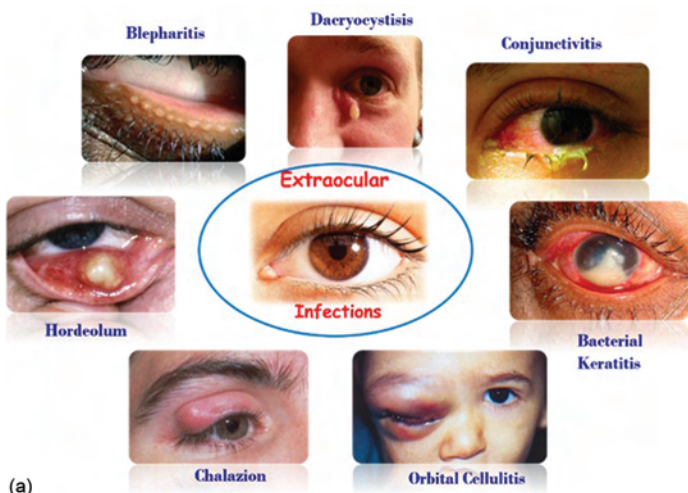 Dacryocystisis
Blepharitis
Conjunctivitis
Extraocular
Infections
Hordeolum
Bacterial
Keratitis
Chalazion
Orbital Cellulitis
(a)